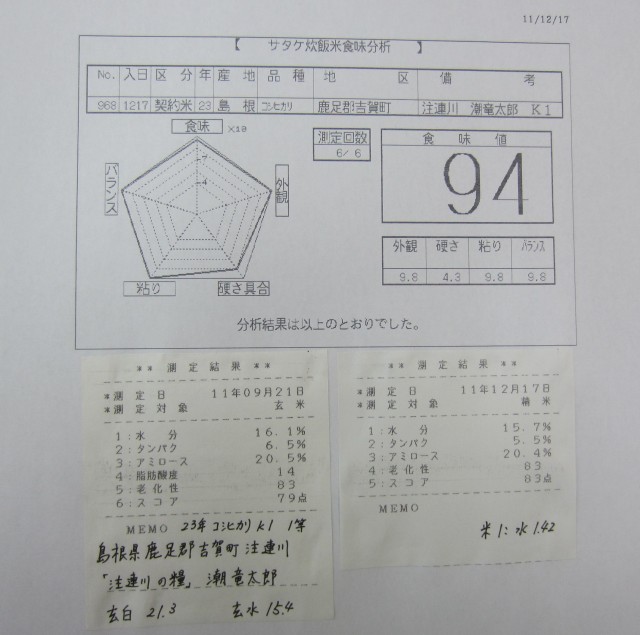 11/12/17
【 サタケ炊飯米食味分析 】
No. 入日 区分 年 産地 品種 地区 備考
968 1217 契約米 23 島根 コシヒカリ 鹿足郡吉賀町 注連川 潮竜太郎 K1
食味 ×10
バランス
外観
粘り
硬さ具合
7
4
測定回数
6/ 6
食味値
94
外観 硬さ 粘り バランス
9.8 4.3 9.8 9.8
分析結果は以上のとおりでした。
** 測定結果 **
*測定日 11年09月21日
*測定対象 玄米
1:水分 16.1%
2:タンパク 6.5%
3:アミロース 20.5%
4:脂肪酸度 14
5:老化性 83
6:スコア 79点
MEMO 23年 コシヒカリ K1 1等
島根県鹿足郡吉賀町注連川
「注連川の糧」 潮竜太郎
玄白 21.3 玄水 15.4
** 測定結果 **
*測定日 11年12月17日
*測定対象 精米
1:水分 15.7%
2:タンパク 5.5%
3:アミロース 20.4%
4:老化性 83
5:スコア 83点
MEMO
米1:水1.42